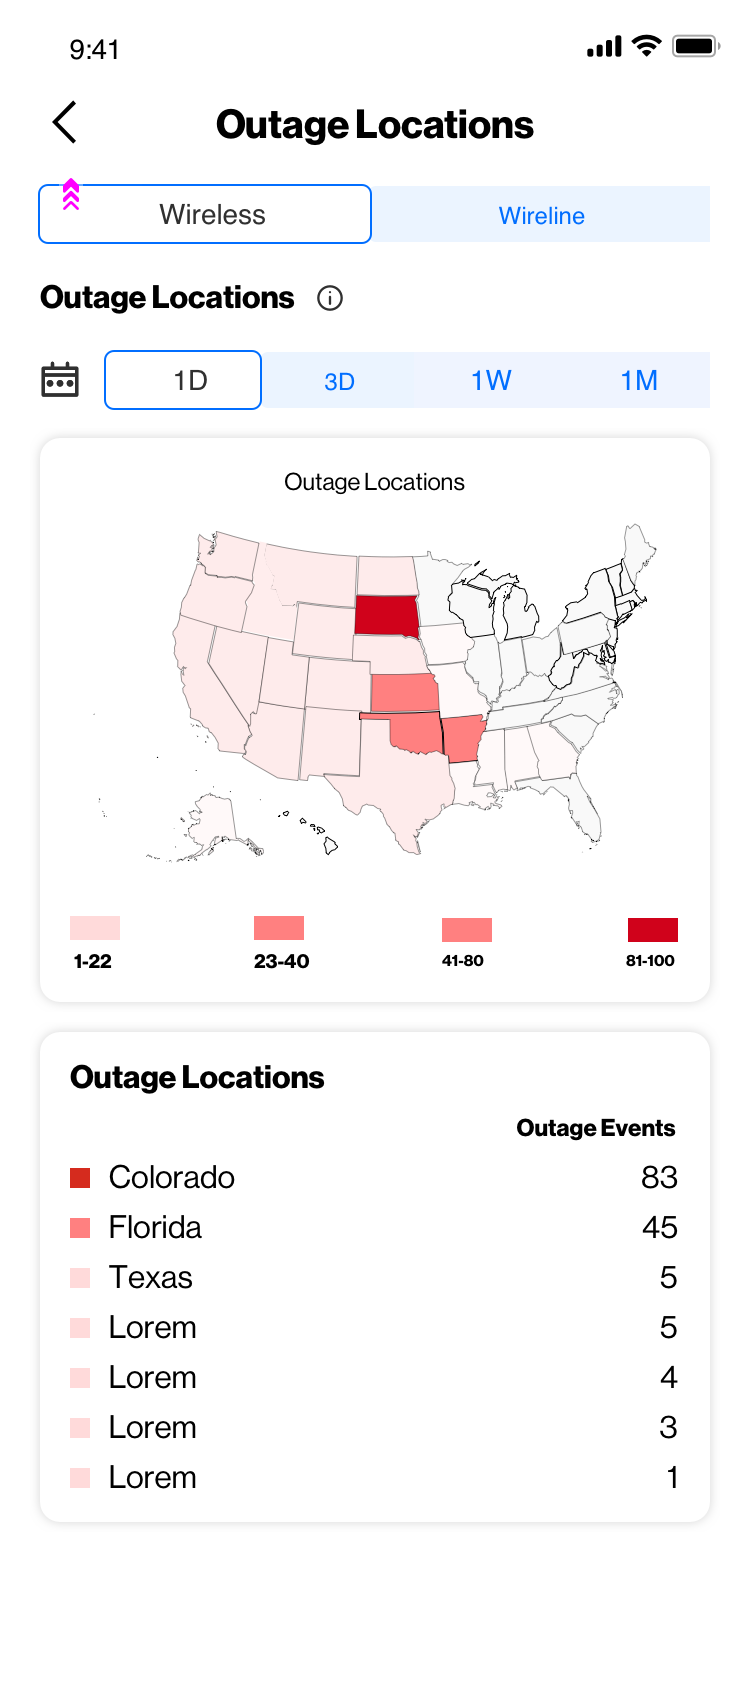 9:41
Outage Locations
Wireless
Wireline
Outage Locations
1D
3D
1W
1M
Outage Locations
1-22
23-40
41-80
81-100
Outage Locations
Outage Events
Colorado 83
Florida 45
Texas 5
Lorem 5
Lorem 4
Lorem 3
Lorem 1